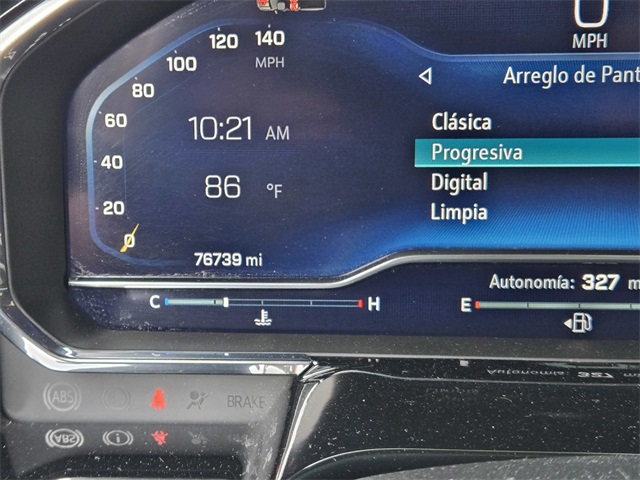 0
MPH
120 140
MPH
100
80
60
40
20
0
10:21 AM
86 °F
76739 mi
Arreglo de Pant
Clásica
Progresiva
Digital
Limpia
Autonomía: 327 m
C H
E
ABS
BRAKE